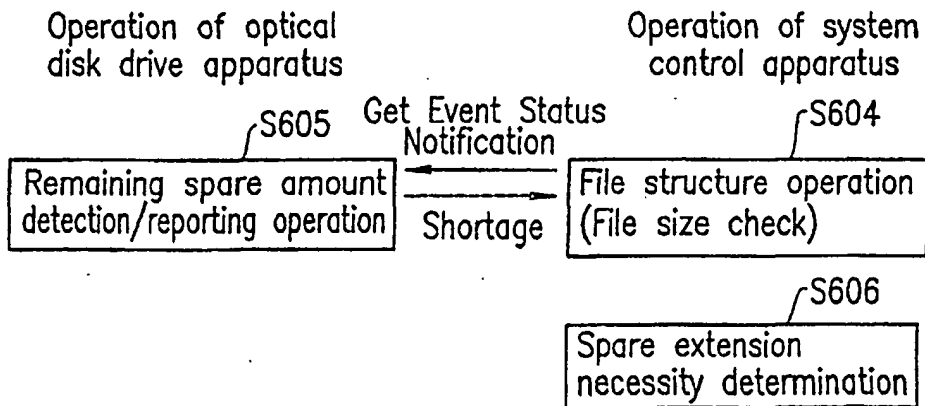 Operation of optical
disk drive apparatus
Operation of system
control apparatus
S605
Get Event Status
Notification
S604
Remaining spare amount
detection/reporting operation
Shortage
File structure operation
(File size check)
S606
Spare extension
necessity determination